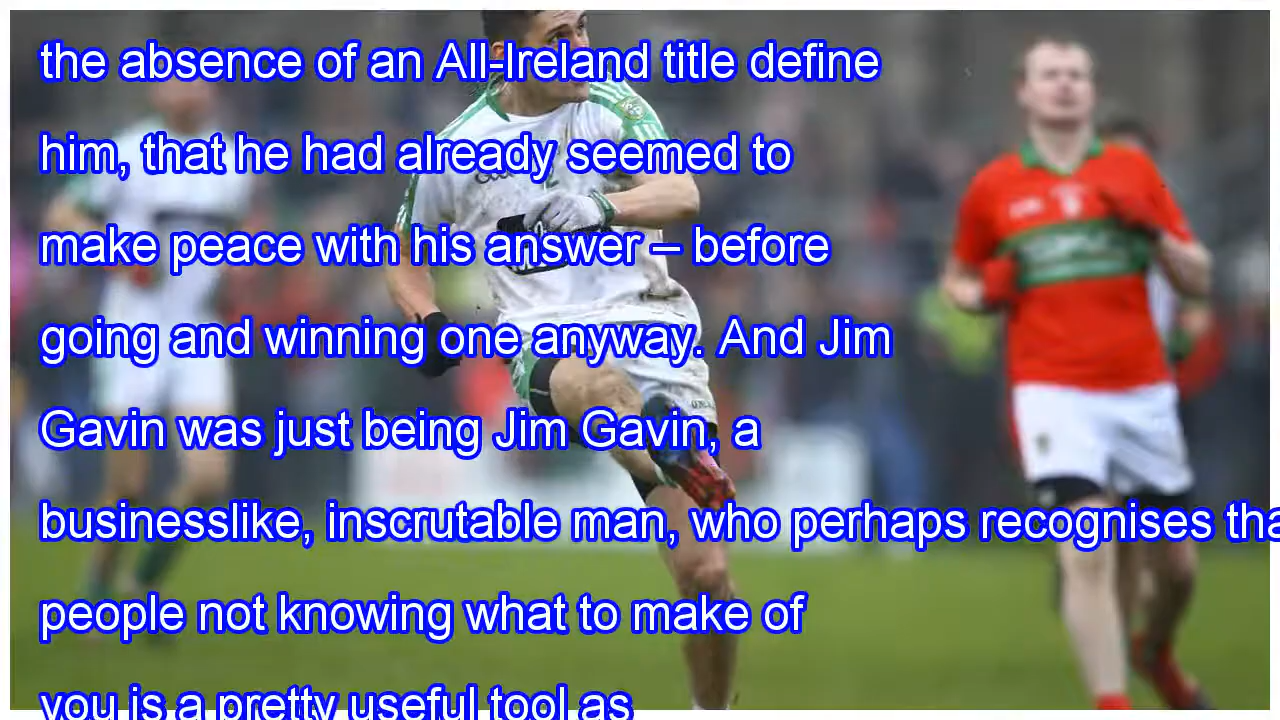 the absence of an All-Ireland title define
him, that he had already seemed to
make peace with his answer – before
going and winning one anyway. And Jim
Gavin was just being Jim Gavin, a
businesslike, inscrutable man, who perhaps recognises
people not knowing what to make of
you is a pretty useful tool as